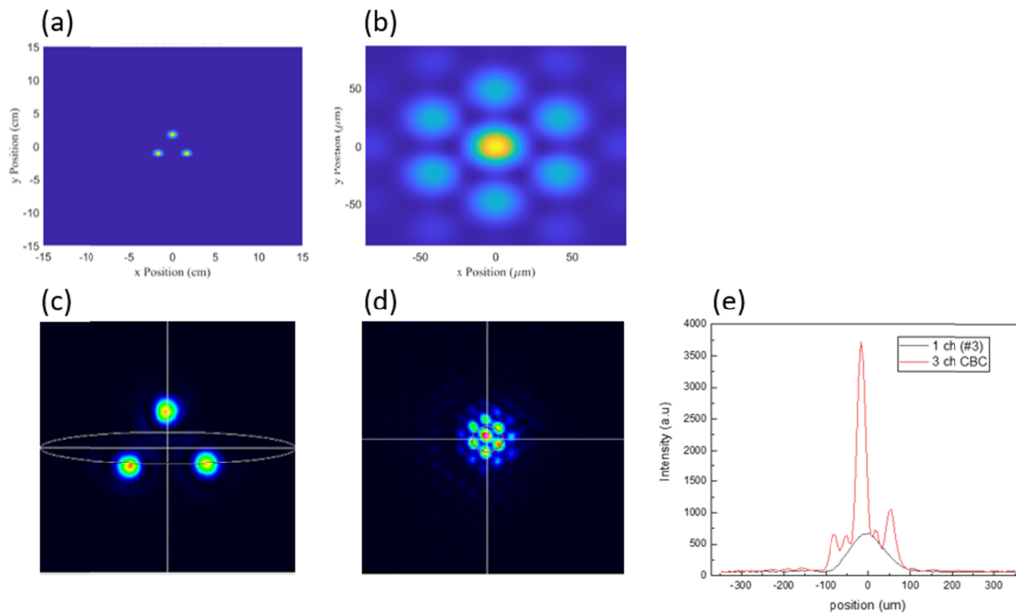 (a)
15
10
5
0
-5
-10
-15
y Position (cm)
-15
-10
-5
0
5
10
15
x Position (cm)
(b)
50
0
-50
y Position (μm)
-50
0
50
x Position (μm)
(c)
(d)
(e)
4000
3500
3000
2500
2000
1500
1000
500
0
Intensity (a.u)
1 ch (#3)
3 ch CBC
-300
-200
-100
0
100
200
300
position (um)